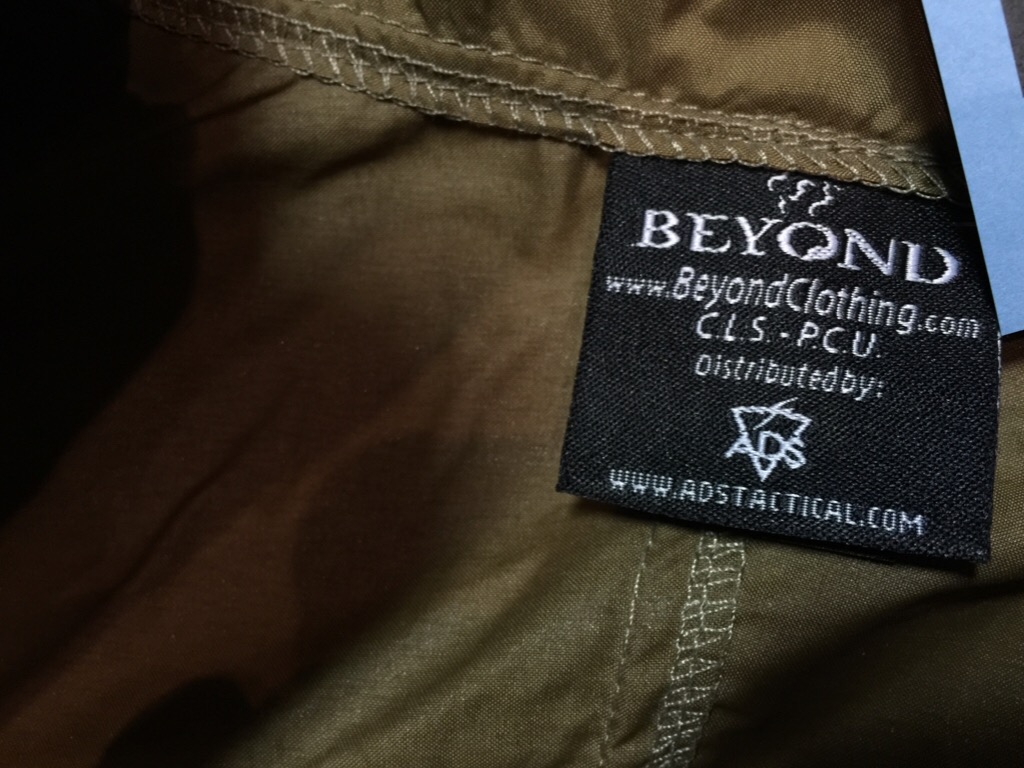 BEYOND
www.BeyondClothing.com
C.L.S.-P.C.U.
Distributed by:
ADS
WWW.ADSTACTICAL.COM